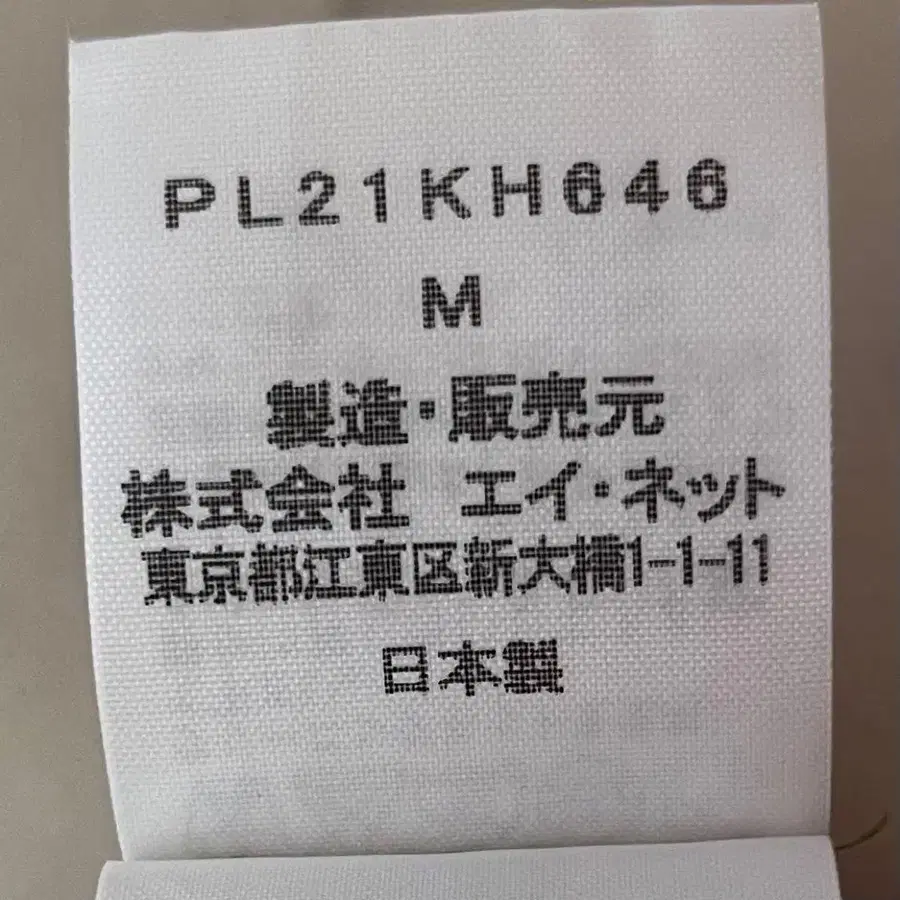 PL21KH646
M
製造・販売元
株式会社 エイ・ネット
東京都江東区新大橋1-1-11
日本製